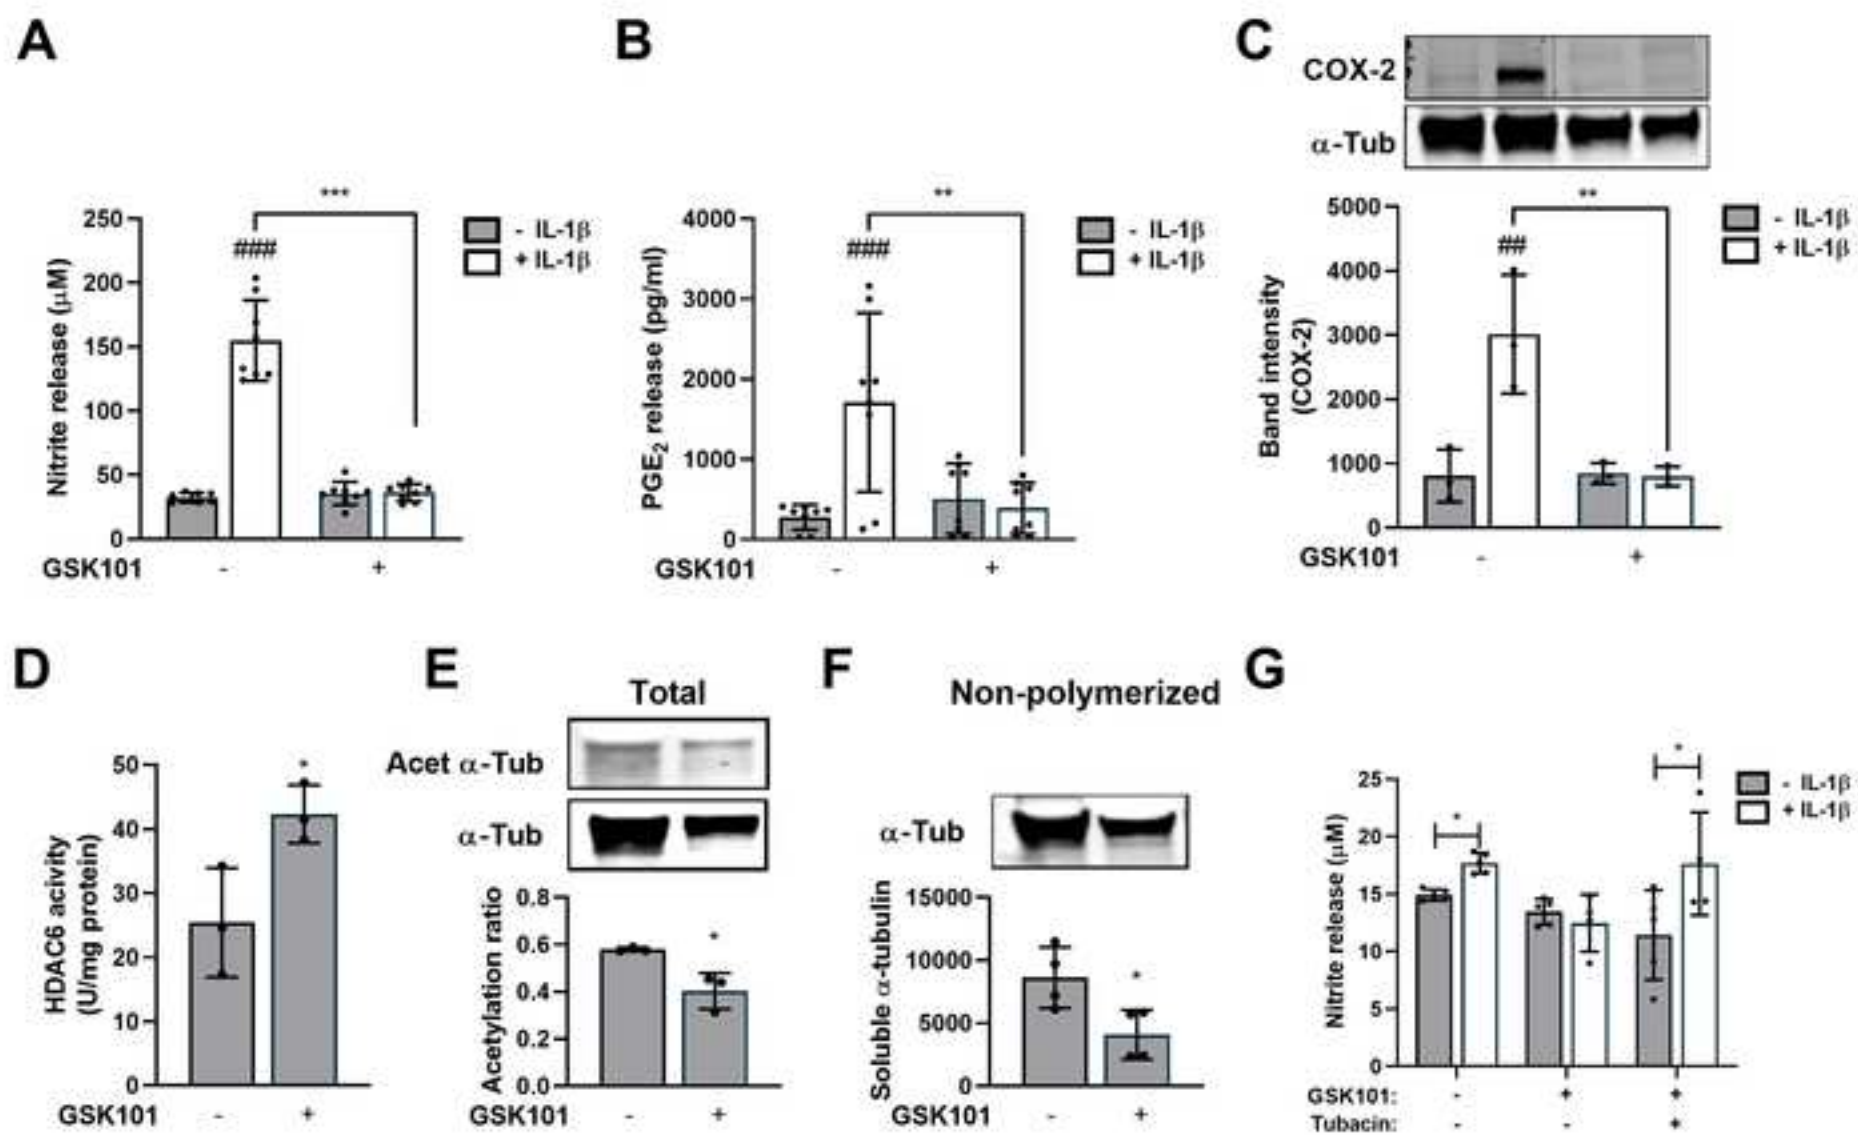 A
Nitrite release (μM)
250
200
150
100
50
0
###
***
- IL-1β
+ IL-1β
GSK101 - +
B
PGE2 release (pg/ml)
4000
3000
2000
1000
0
###
**
- IL-1β
+ IL-1β
GSK101 - +
C
COX-2
α-Tub
Band intensity
(COX-2)
5000
4000
3000
2000
1000
0
##
**
- IL-1β
+ IL-1β
GSK101 - +
D
HDAC6 acivity
(U/mg protein)
50
40
30
20
10
0
*
GSK101 - +
E
Total
Acet α-Tub
α-Tub
Acetylation ratio
0.8
0.6
0.4
0.2
0.0
*
GSK101 - +
F
Non-polymerized
α-Tub
Soluble α-tubulin
15000
10000
5000
0
*
GSK101 - +
G
Nitrite release (μM)
25
20
15
10
5
0
*
*
- IL-1β
+ IL-1β
GSK101: - + +
Tubacin: - - +